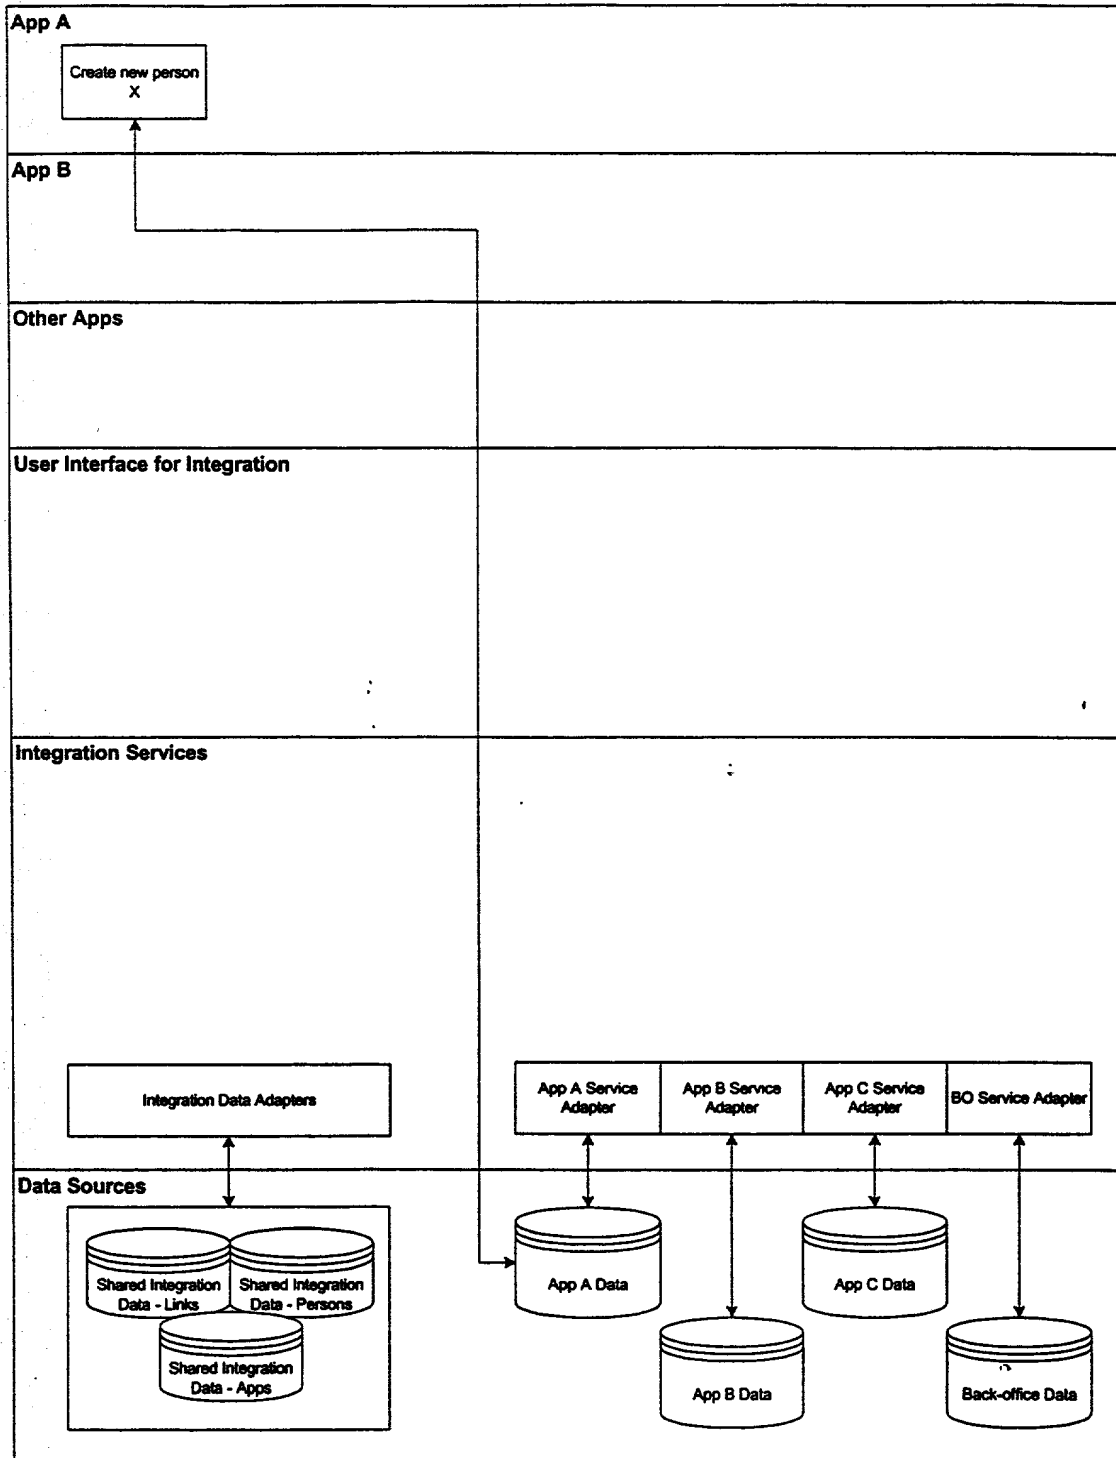 App A
Create new person
X
App B
Other Apps
User Interface for Integration
Integration Services
Integration Data Adapters
App A Service
Adapter
App B Service
Adapter
App C Service
Adapter
BO Service Adapter
Data Sources
Shared Integration
Data - Links
Shared Integration
Data - Persons
Shared Integration
Data - Apps
App A Data
App C Data
App B Data
Back-office Data